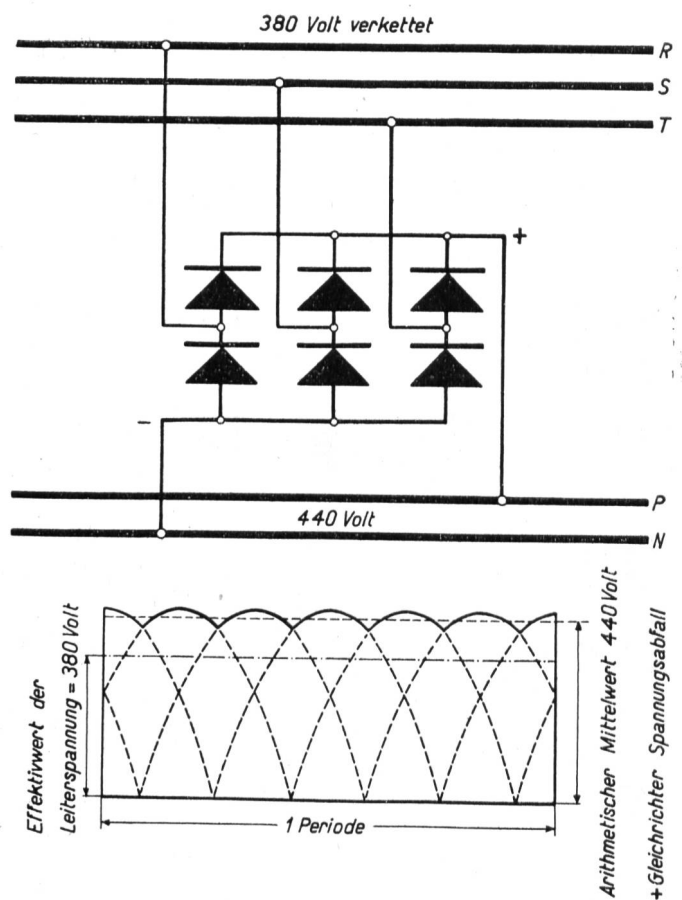 380 Volt verkettet
R
S
T
+
−
P
440 Volt
N
Effektivwert der
Leiterspannung = 380 Volt
1 Periode
Arithmetischer Mittelwert 440 Volt
+ Gleichrichter Spannungsabfall